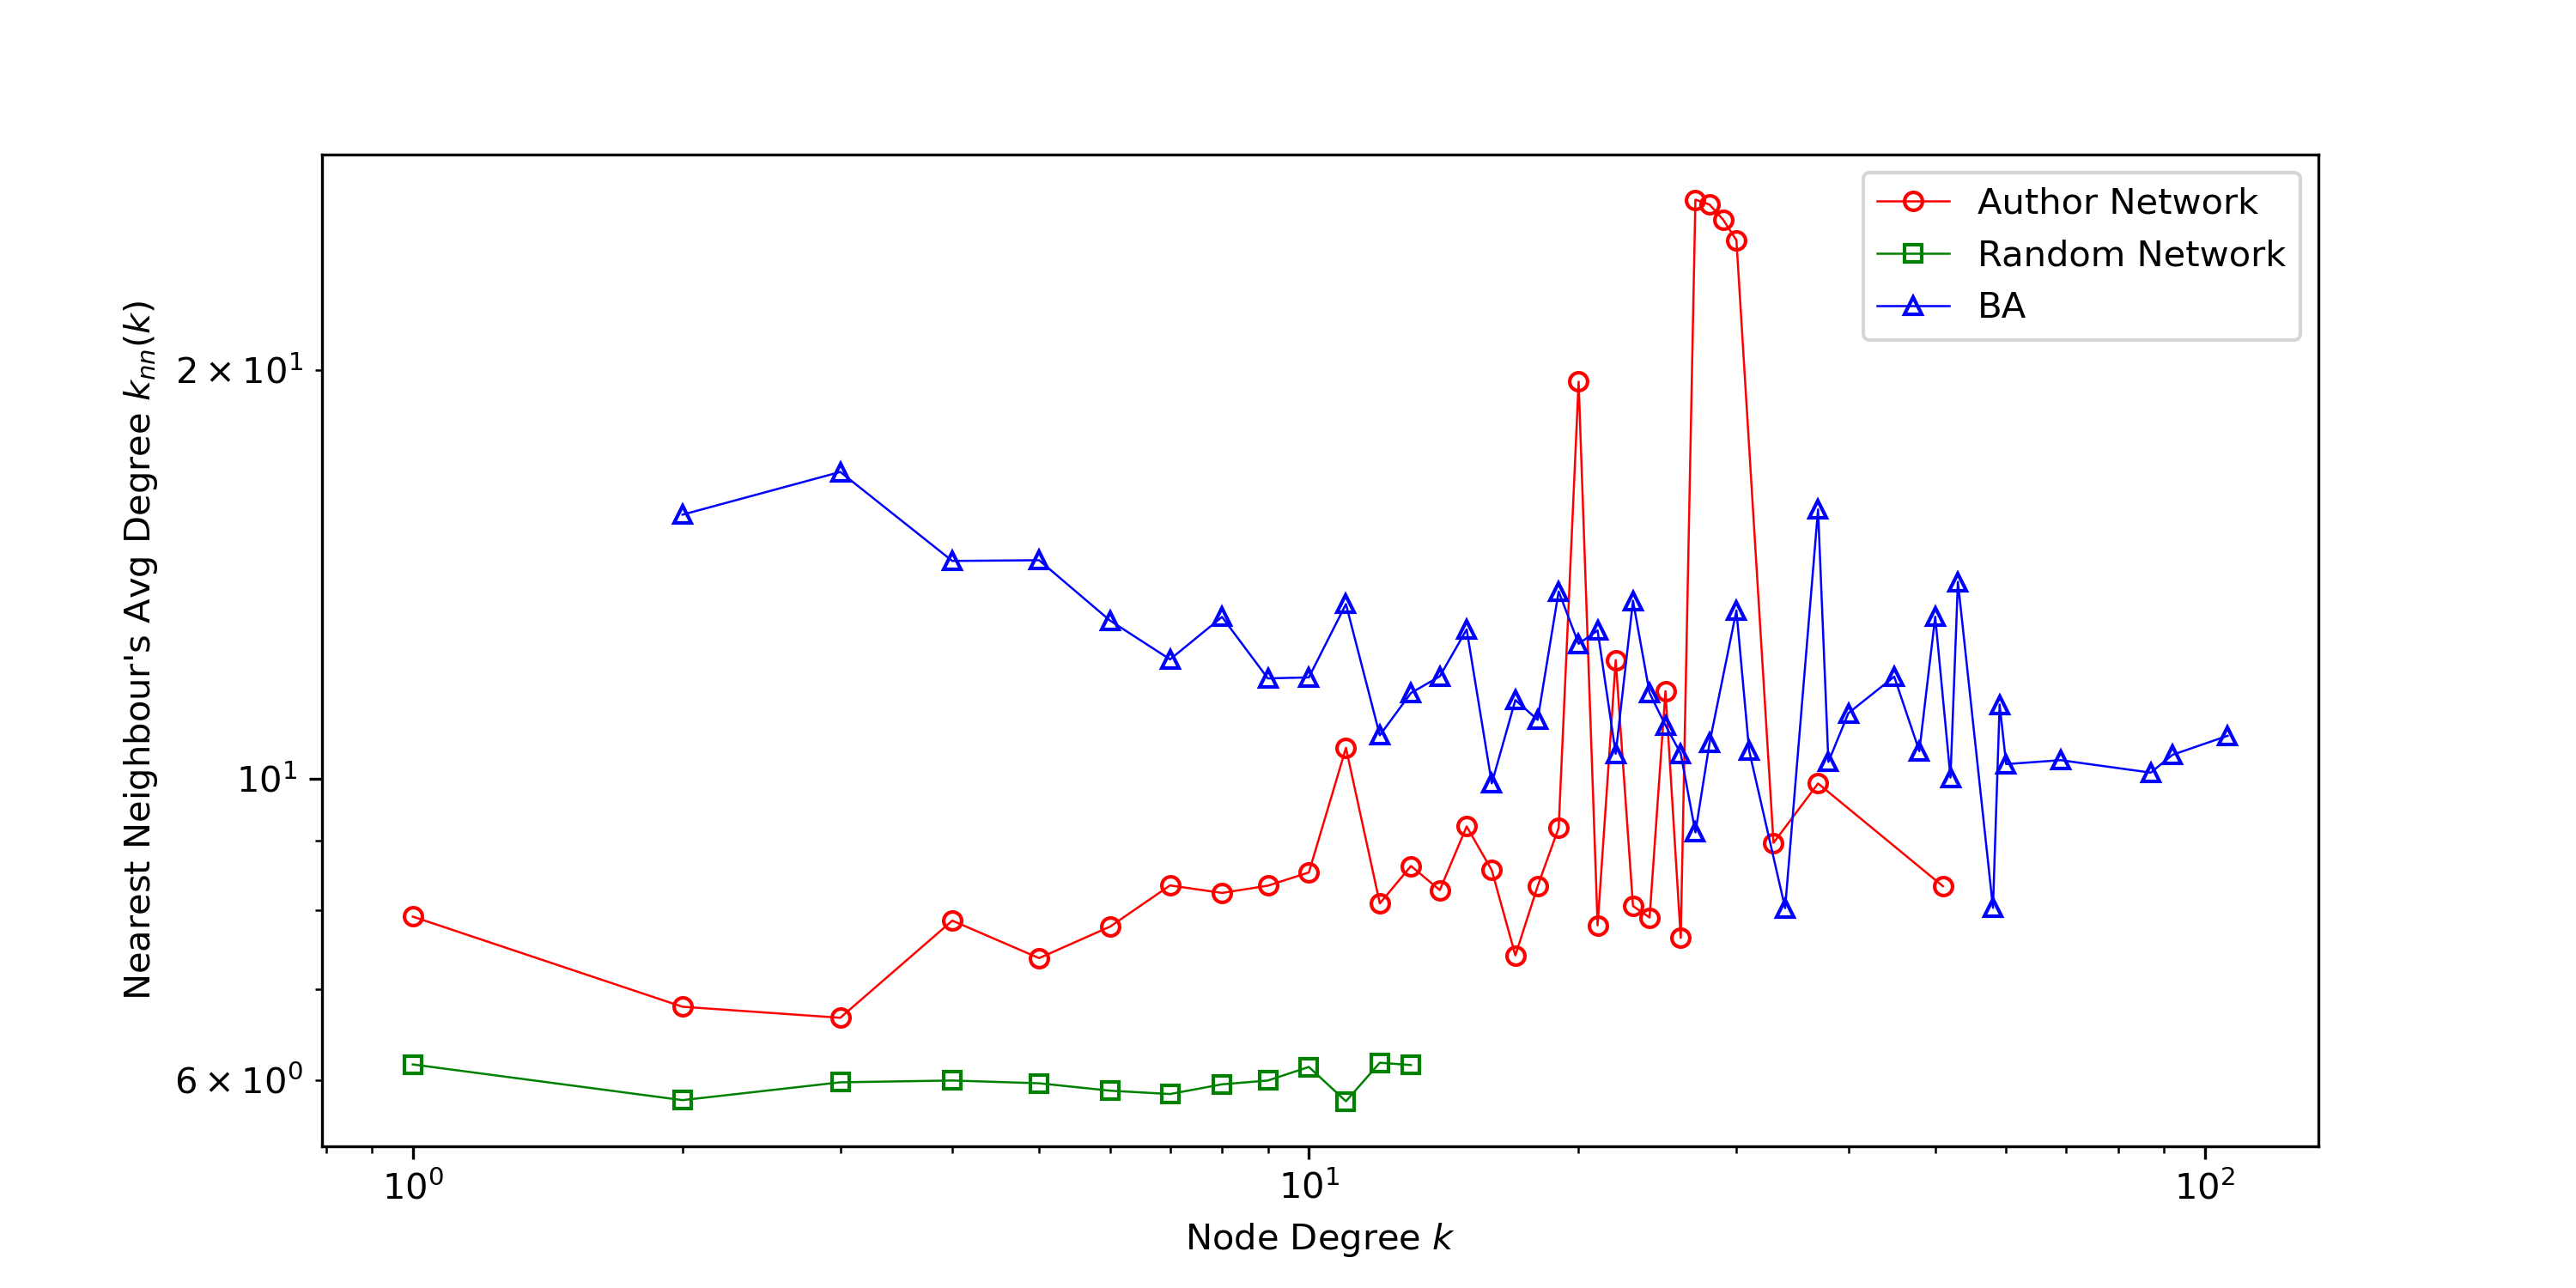 Author Network
Random Network
BA
Nearest Neighbour's Avg Degree kₙₙ(k)
2 × 10¹
10¹
6 × 10⁰
10⁰
10¹
10²
Node Degree k